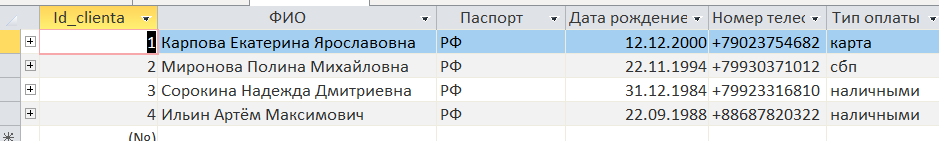 Id_clienta ФИО Паспорт Дата рождение Номер телес Тип оплаты
1 Карпова Екатерина Ярославовна РФ 12.12.2000 +79023754682 карта
2 Миронова Полина Михайловна РФ 22.11.1994 +79930371012 сбп
3 Сорокина Надежда Дмитриевна РФ 31.12.1984 +79923316810 наличными
4 Ильин Артём Максимович РФ 22.09.1988 +88687820322 наличными
(№)